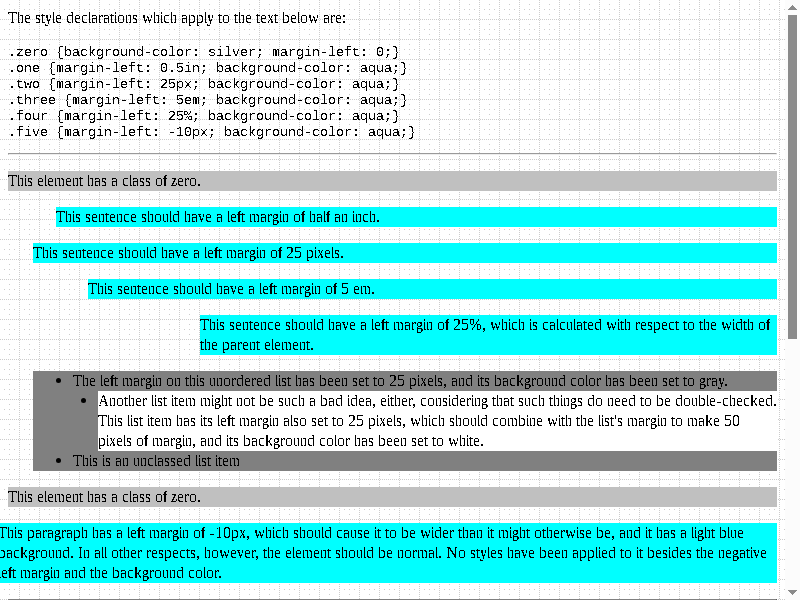 The style declarations which apply to the text below are:
.zero {background-color: silver; margin-left: 0;}
.one {margin-left: 0.5in; background-color: aqua;}
.two {margin-left: 25px; background-color: aqua;}
.three {margin-left: 5em; background-color: aqua;}
.four {margin-left: 25%; background-color: aqua;}
.five {margin-left: -10px; background-color: aqua;}
This element has a class of zero.
This sentence should have a left margin of half an inch.
This sentence should have a left margin of 25 pixels.
This sentence should have a left margin of 5 em.
This sentence should have a left margin of 25%, which is calculated with respect to the width of
the parent element.
The left margin on this unordered list has been set to 25 pixels, and its background color has been set to gray.
Another list item might not be such a bad idea, either, considering that such things do need to be double-checked.
This list item has its left margin also set to 25 pixels, which should combine with the list's margin to make 50
pixels of margin, and its background color has been set to white.
This is an unclassed list item
This element has a class of zero.
This paragraph has a left margin of -10px, which should cause it to be wider than it might otherwise be, and it has a light blue
background. In all other respects, however, the element should be normal. No styles have been applied to it besides the negative
left margin and the background color.